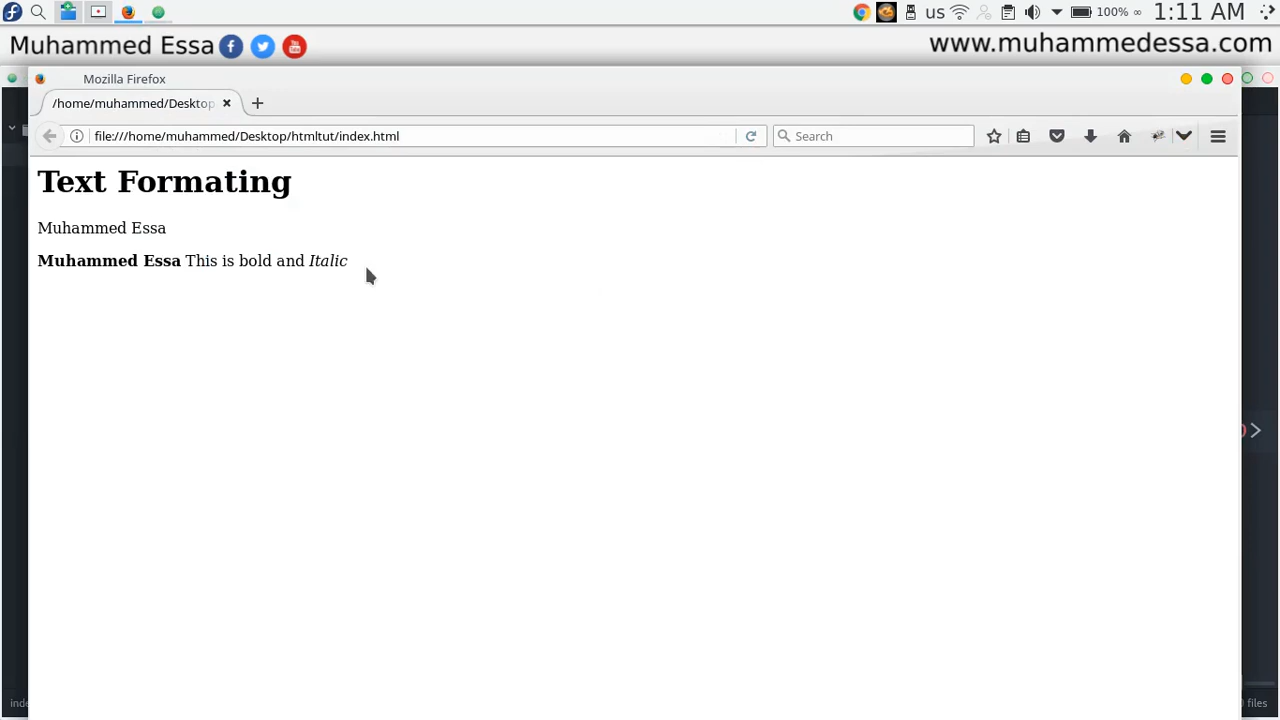 us 100% ∞ 1:11 AM
Muhammed Essa
www.muhammedessa.com
Mozilla Firefox
/home/muhammed/Desktop
file:///home/muhammed/Desktop/htmltut/index.html
Search
Text Formating
Muhammed Essa
Muhammed Essa This is bold and Italic
>
files